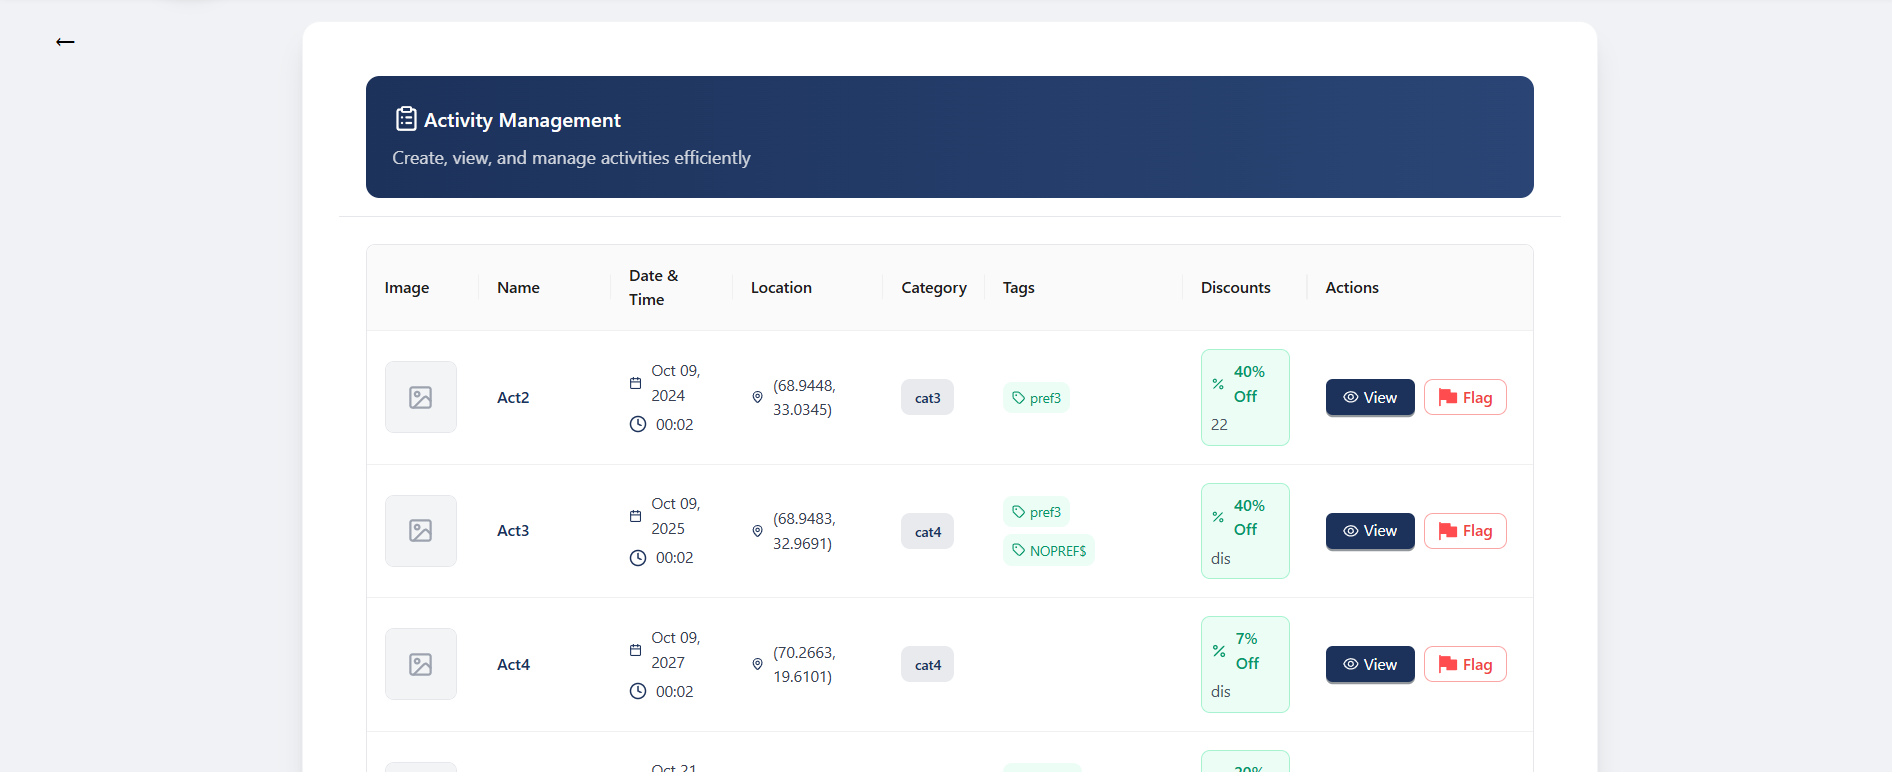 ←
Activity Management
Create, view, and manage activities efficiently
Image Name Date & Time Location Category Tags Discounts Actions
Act2
Oct 09,
2024
00:02
(68.9448,
33.0345)
cat3
pref3
% 40%
Off
22
View Flag
Act3
Oct 09,
2025
00:02
(68.9483,
32.9691)
cat4
pref3
NOPREF$
% 40%
Off
dis
View Flag
Act4
Oct 09,
2027
00:02
(70.2663,
19.6101)
cat4
% 7%
Off
dis
View Flag
Oct 21